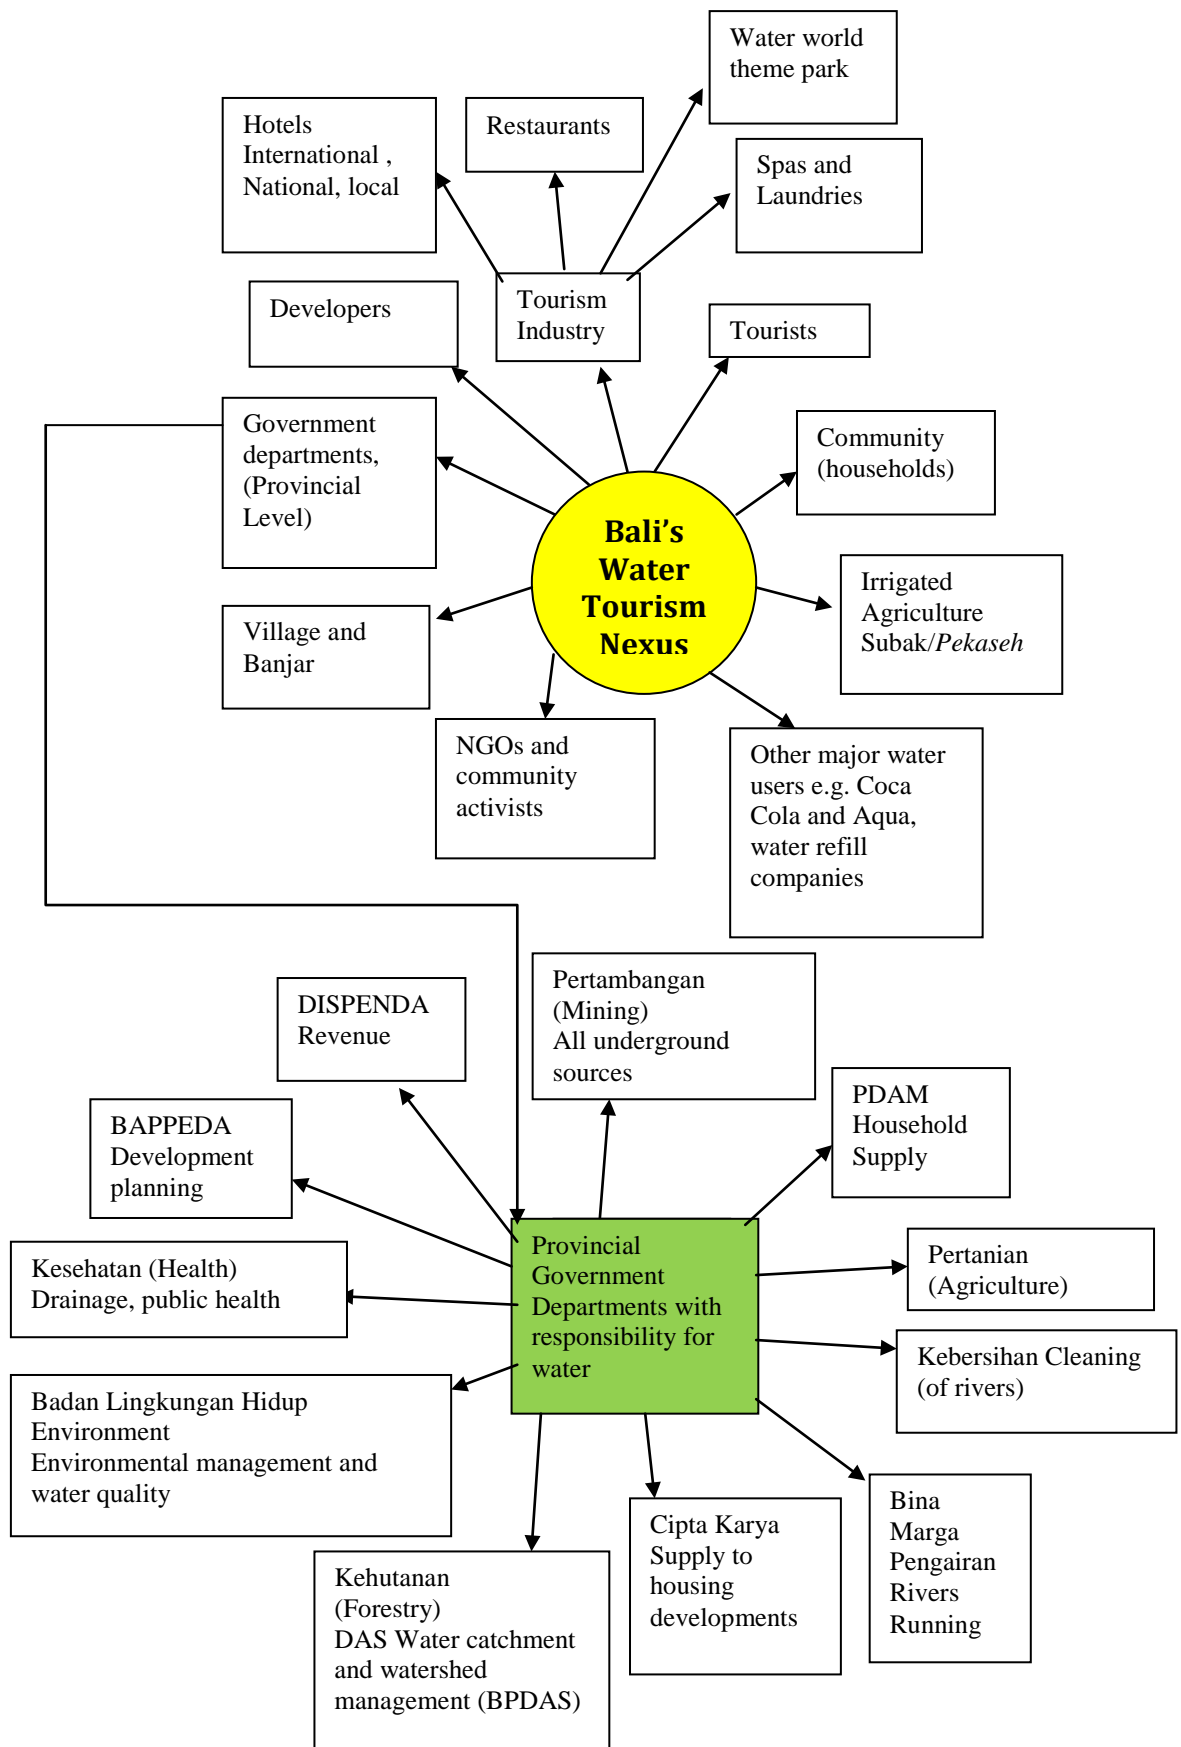 Water world
theme park
Hotels
International ,
National, local
Restaurants
Spas and
Laundries
Tourism
Industry
Developers
Tourists
Government
departments,
(Provincial
Level)
Community
(households)
Bali's
Water
Tourism
Nexus
Irrigated
Agriculture
Subak/Pekaseh
Village and
Banjar
NGOs and
community
activists
Other major water
users e.g. Coca
Cola and Aqua,
water refill
companies
Pertambangan
(Mining)
All underground
sources
DISPENDA
Revenue
PDAM
Household
Supply
BAPPEDA
Development
planning
Provincial
Government
Departments with
responsibility for
water
Pertanian
(Agriculture)
Kesehatan (Health)
Drainage, public health
Kebersihan Cleaning
(of rivers)
Badan Lingkungan Hidup
Environment
Environmental management and
water quality
Bina
Marga
Pengairan
Rivers
Running
Cipta Karya
Supply to
housing
developments
Kehutanan
(Forestry)
DAS Water catchment
and watershed
management (BPDAS)